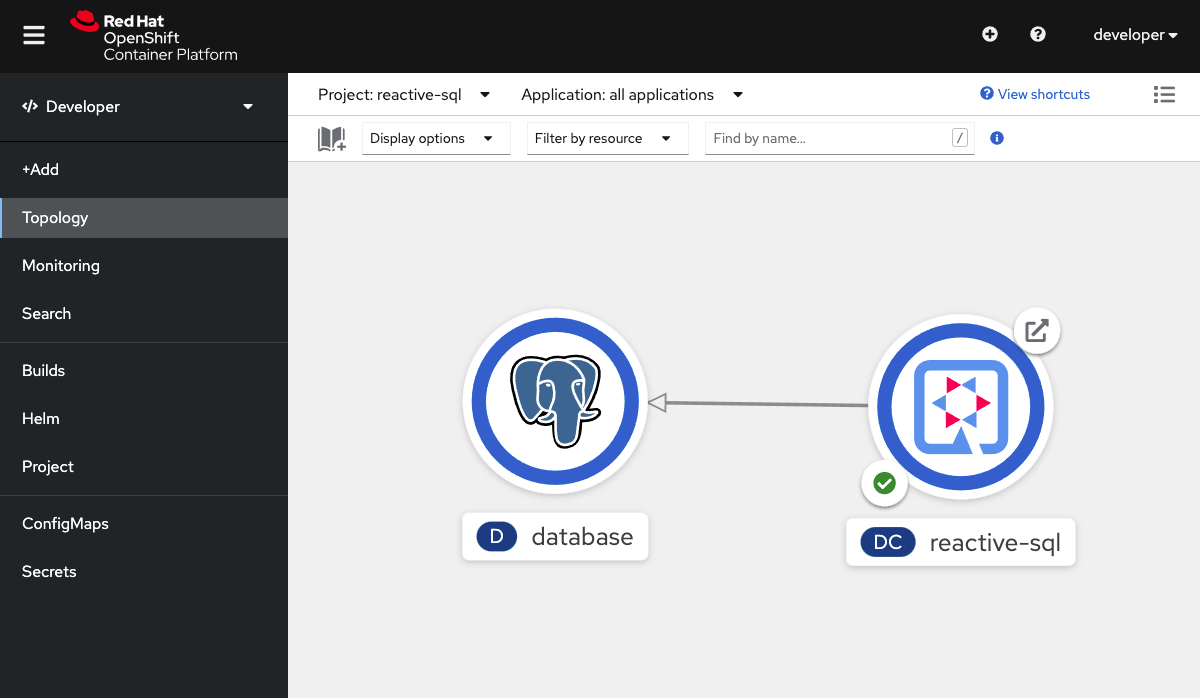 Red Hat
OpenShift
Container Platform
developer
Developer
Project: reactive-sql
Application: all applications
View shortcuts
Display options
Filter by resource
Find by name...
/
+Add
Topology
Monitoring
Search
Builds
Helm
Project
ConfigMaps
Secrets
D database
DC reactive-sql